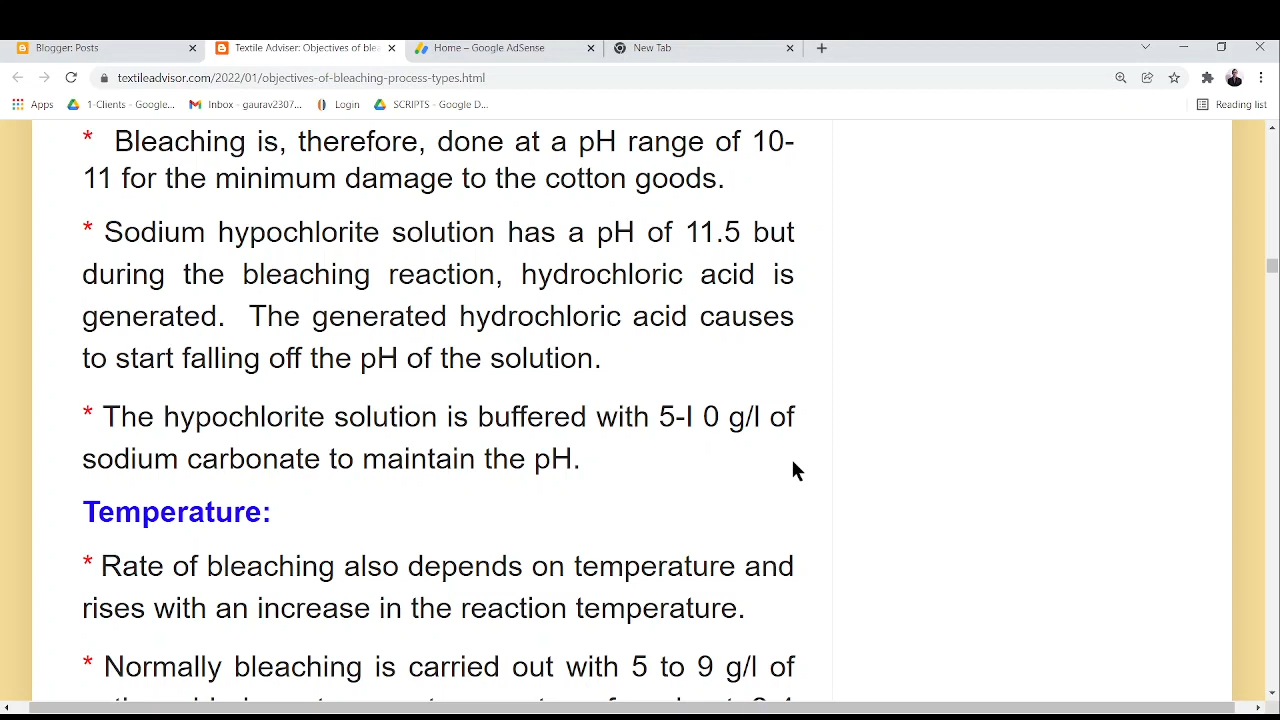 Blogger: Posts
Textile Adviser: Objectives of ble
Home – Google AdSense
New Tab
textileadvisor.com/2022/01/objectives-of-bleaching-process-types.html
Apps
1-Clients - Google...
Inbox - gaurav2307...
Login
SCRIPTS - Google D...
Reading list
* Bleaching is, therefore, done at a pH range of 10-
11 for the minimum damage to the cotton goods.
* Sodium hypochlorite solution has a pH of 11.5 but
during the bleaching reaction, hydrochloric acid is
generated. The generated hydrochloric acid causes
to start falling off the pH of the solution.
* The hypochlorite solution is buffered with 5-I 0 g/l of
sodium carbonate to maintain the pH.
Temperature:
* Rate of bleaching also depends on temperature and
rises with an increase in the reaction temperature.
* Normally bleaching is carried out with 5 to 9 g/l of